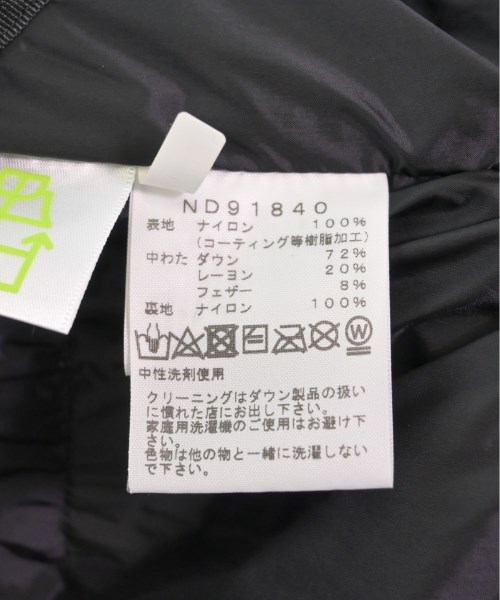 ND91840
表地 ナイロン 100%
(コーティング等樹脂加工)
中わた ダウン 72%
レーヨン 20%
フェザー 8%
裏地 ナイロン 100%
W
中性洗剤使用
クリーニングはダウン製品の扱い
に慣れた店にお出し下さい。
家庭用洗濯機のご使用はお避け
下さい。
色物は他の物と一緒に洗濯しない
で下さい。